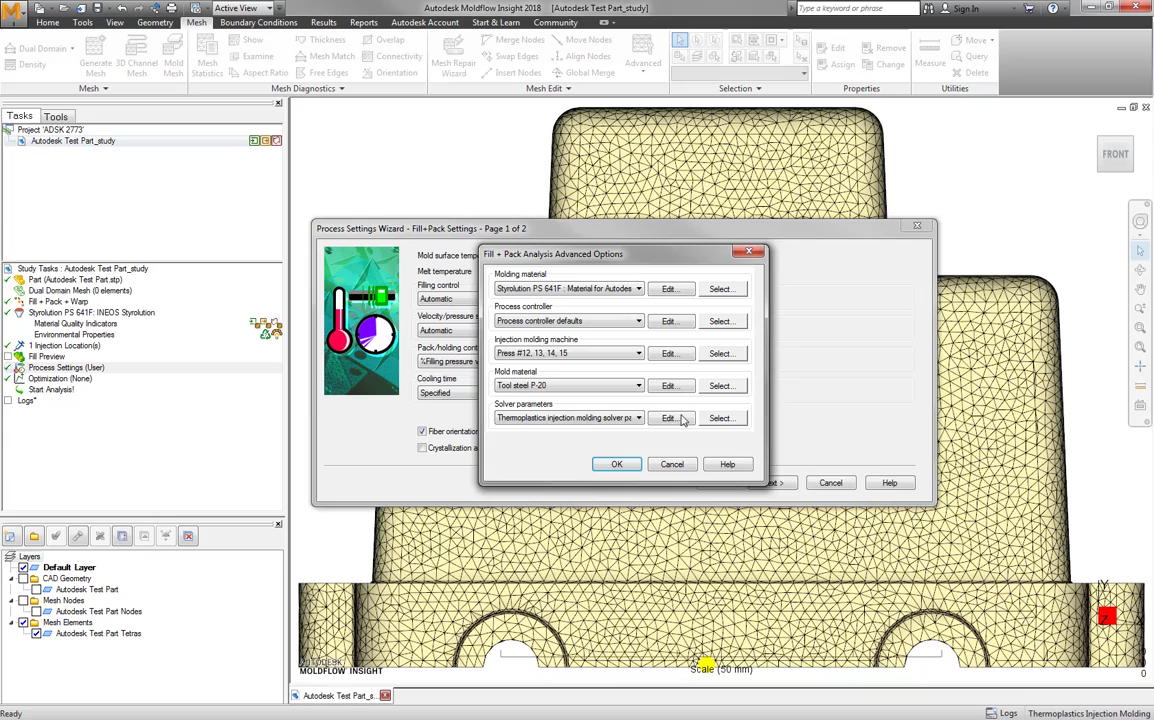 Active View
Autodesk Moldflow Insight 2018 [Autodesk Test Part_study]
Type a keyword or phrase
Sign In
Home Tools View Geometry Mesh Boundary Conditions Results Reports Autodesk Account Start & Learn Community
Dual Domain
Density
Generate Mesh
3D Channel Mesh
Mold Mesh
Mesh
Mesh Statistics
Show
Examine
Aspect Ratio
Thickness
Mesh Match
Free Edges
Overlap
Connectivity
Orientation
Mesh Diagnostics
Mesh Repair Wizard
Merge Nodes
Swap Edges
Insert Nodes
Move Nodes
Align Nodes
Global Merge
Advanced
Mesh Edit
Selection
Edit
Assign
Remove
Change
Properties
Measure
Move
Query
Delete
Utilities
Tasks Tools
Project 'ADSK 2773'
Autodesk Test Part_study
Study Tasks : Autodesk Test Part_study
Part (Autodesk Test Part.stp)
Dual Domain Mesh (0 elements)
Fill + Pack + Warp
Styrolution PS 641F: INEOS Styrolution
Material Quality Indicators
Environmental Properties
1 Injection Location(s)
Fill Preview
Process Settings (User)
Optimization (None)
Start Analysis!
Logs*
Layers
Default Layer
CAD Geometry
Autodesk Test Part
Mesh Nodes
Autodesk Test Part Nodes
Mesh Elements
Autodesk Test Part Tetras
FRONT
Process Settings Wizard - Fill+Pack Settings - Page 1 of 2
Mold surface temp
Melt temperature
Filling control
Automatic
Velocity/pressure s
Automatic
Pack/holding cont
%Filling pressure v
Cooling time
Specified
Fiber orientation
Crystallization a
ext >
Cancel
Help
Fill + Pack Analysis Advanced Options
Molding material
Styrolution PS 641F : Material for Autodes Edit... Select...
Process controller
Process controller defaults Edit... Select...
Injection molding machine
Press #12, 13, 14, 15 Edit... Select...
Mold material
Tool steel P-20 Edit... Select...
Solver parameters
Thermoplastics injection molding solver pa Edit... Select...
OK Cancel Help
Y
Z
X
0
0
AUTODESK
MOLDFLOW INSIGHT
Scale (50 mm)
Autodesk Test Part_s...
Ready
Logs
Thermoplastics Injection Molding